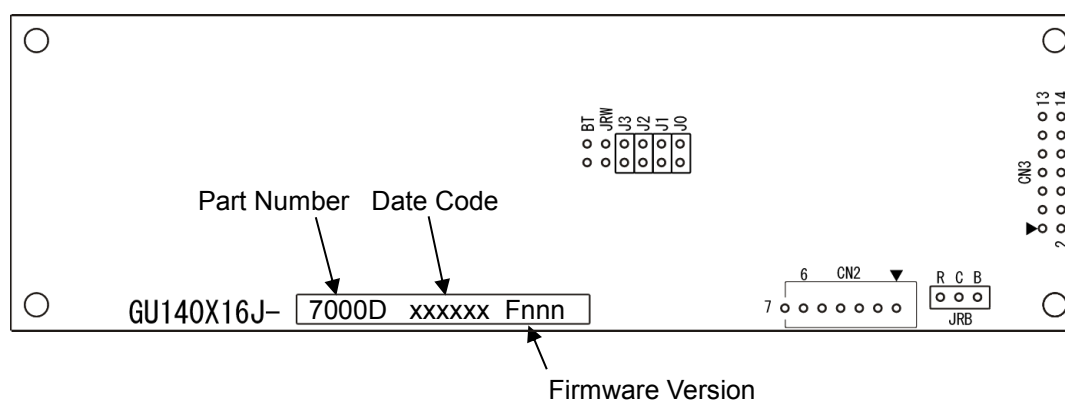 BT JRW J3 J2 J1 J0
13 14
CN3
2
Part Number Date Code
6 CN2
R C B
7
JRB
GU140X16J- 7000D xxxxxx Fnnn
Firmware Version